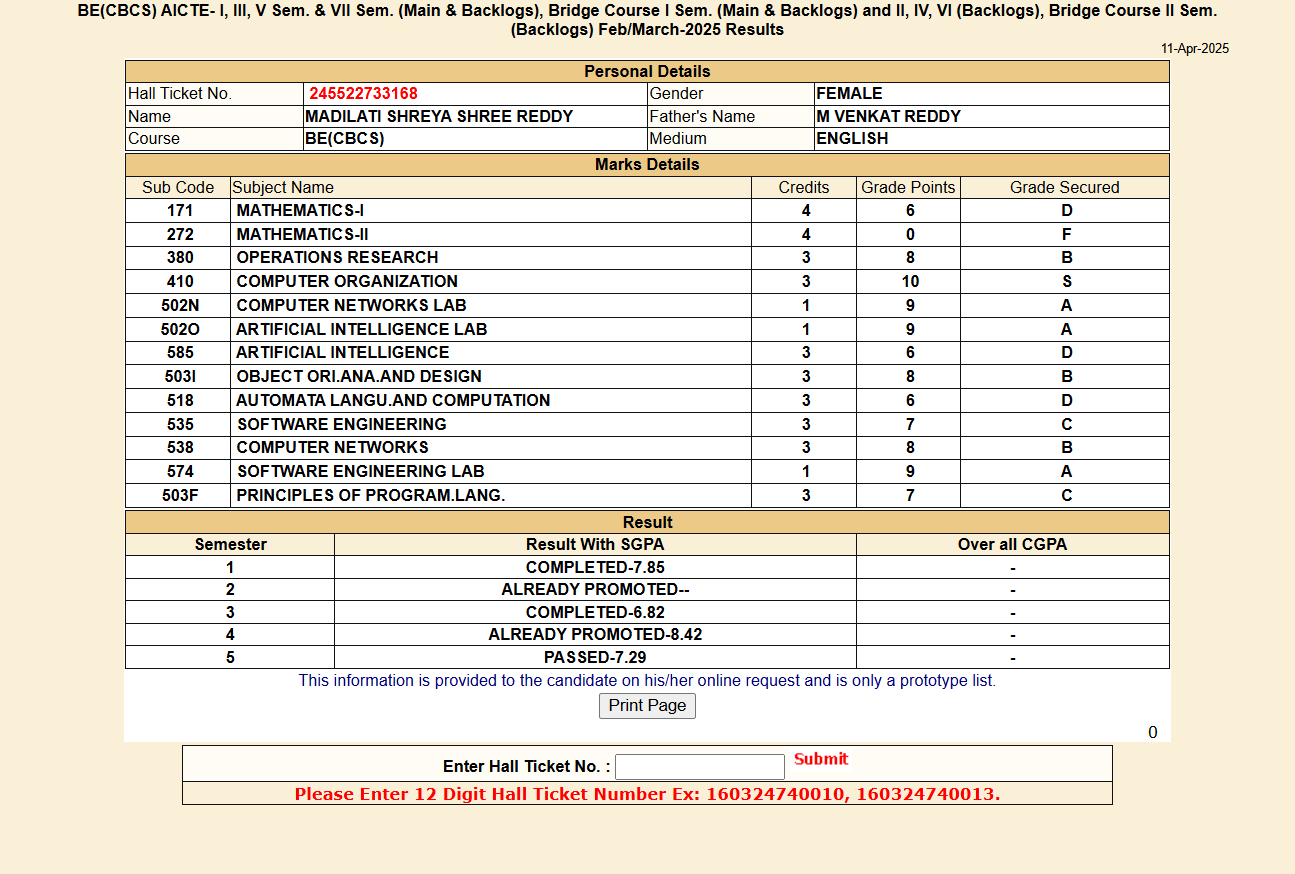 BE(CBCS) AICTE- I, III, V Sem. & VII Sem. (Main & Backlogs), Bridge Course I Sem. (Main & Backlogs) and II, IV, VI (Backlogs), Bridge Course II Sem.
(Backlogs) Feb/March-2025 Results
11-Apr-2025
Personal Details
Hall Ticket No. 245522733168 Gender FEMALE
Name MADILATI SHREYA SHREE REDDY Father's Name M VENKAT REDDY
Course BE(CBCS) Medium ENGLISH
Marks Details
Sub Code Subject Name Credits Grade Points Grade Secured
171 MATHEMATICS-I 4 6 D
272 MATHEMATICS-II 4 0 F
380 OPERATIONS RESEARCH 3 8 B
410 COMPUTER ORGANIZATION 3 10 S
502N COMPUTER NETWORKS LAB 1 9 A
502O ARTIFICIAL INTELLIGENCE LAB 1 9 A
585 ARTIFICIAL INTELLIGENCE 3 6 D
503I OBJECT ORI.ANA.AND DESIGN 3 8 B
518 AUTOMATA LANGU.AND COMPUTATION 3 6 D
535 SOFTWARE ENGINEERING 3 7 C
538 COMPUTER NETWORKS 3 8 B
574 SOFTWARE ENGINEERING LAB 1 9 A
503F PRINCIPLES OF PROGRAM.LANG. 3 7 C
Result
Semester Result With SGPA Over all CGPA
1 COMPLETED-7.85 -
2 ALREADY PROMOTED-- -
3 COMPLETED-6.82 -
4 ALREADY PROMOTED-8.42 -
5 PASSED-7.29 -
This information is provided to the candidate on his/her online request and is only a prototype list.
Print Page
0
Enter Hall Ticket No. : Submit
Please Enter 12 Digit Hall Ticket Number Ex: 160324740010, 160324740013.